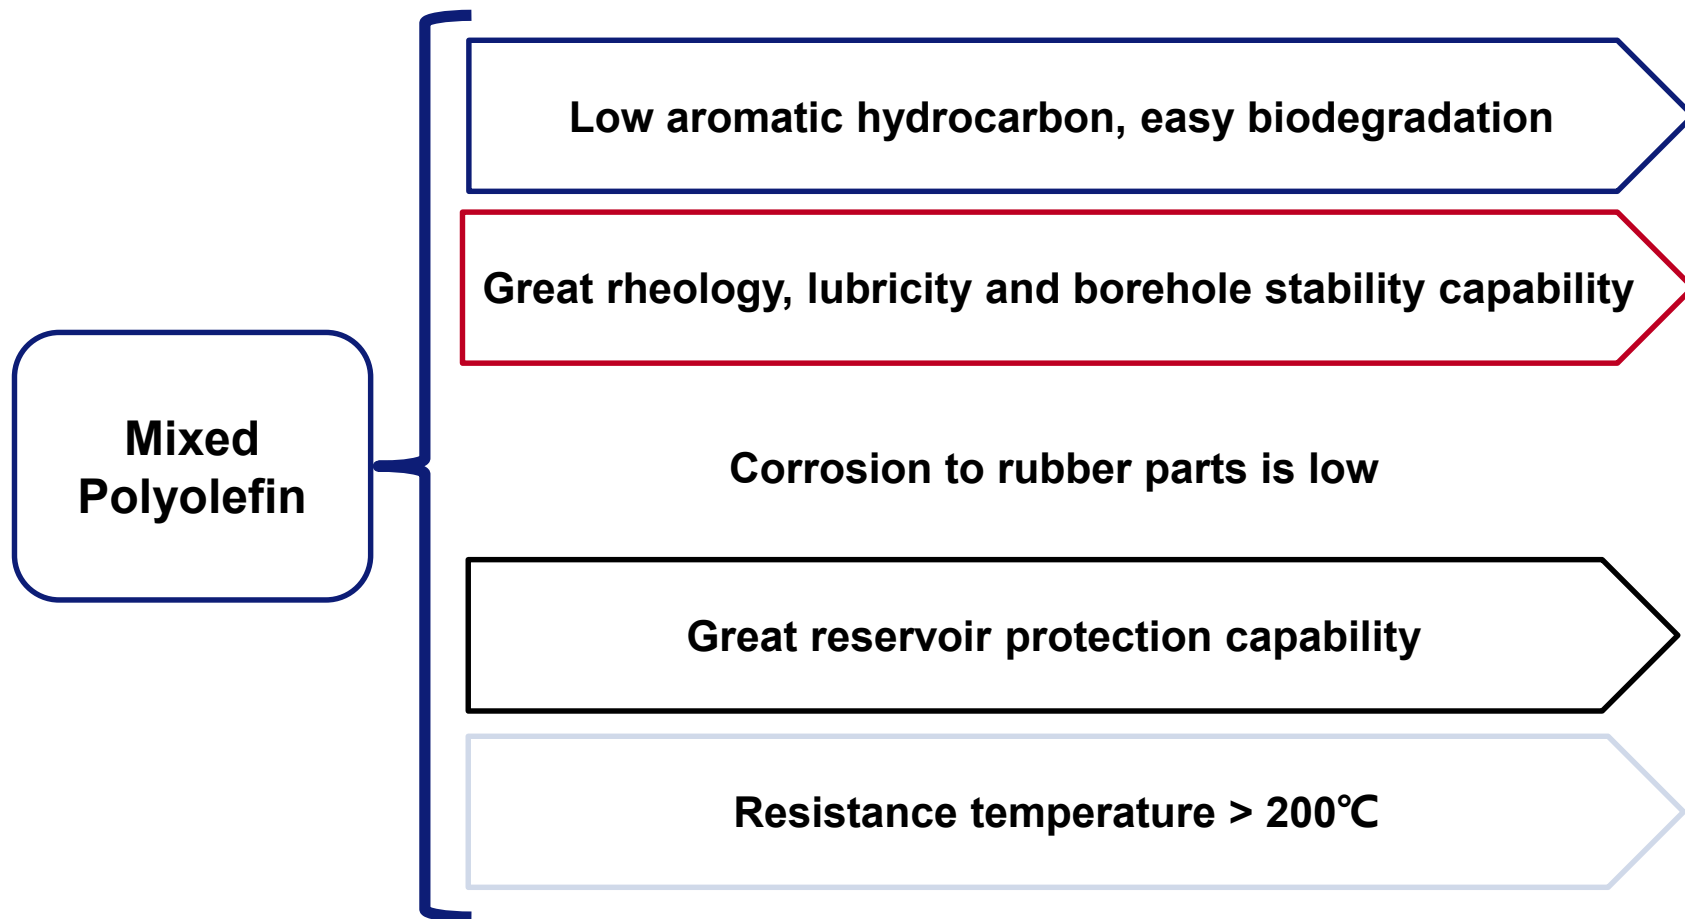 Low aromatic hydrocarbon, easy biodegradation
Great rheology, lubricity and borehole stability capability
Mixed
Polyolefin
Corrosion to rubber parts is low
Great reservoir protection capability
Resistance temperature > 200℃